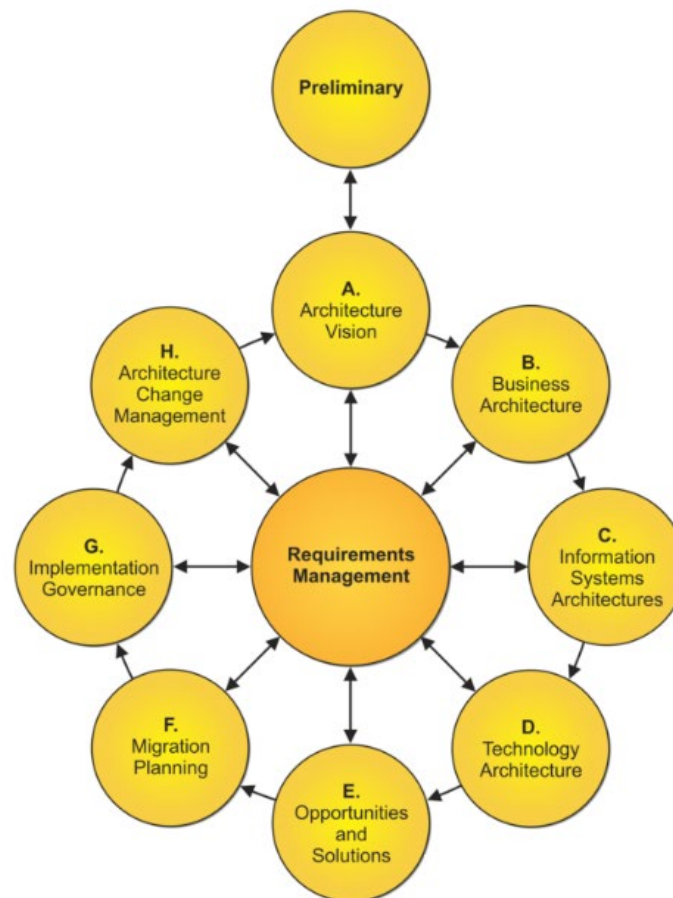 Preliminary
A.
Architecture
Vision
B.
Business
Architecture
C.
Information
Systems
Architectures
D.
Technology
Architecture
E.
Opportunities
and
Solutions
F.
Migration
Planning
G.
Implementation
Governance
H.
Architecture
Change
Management
Requirements
Management